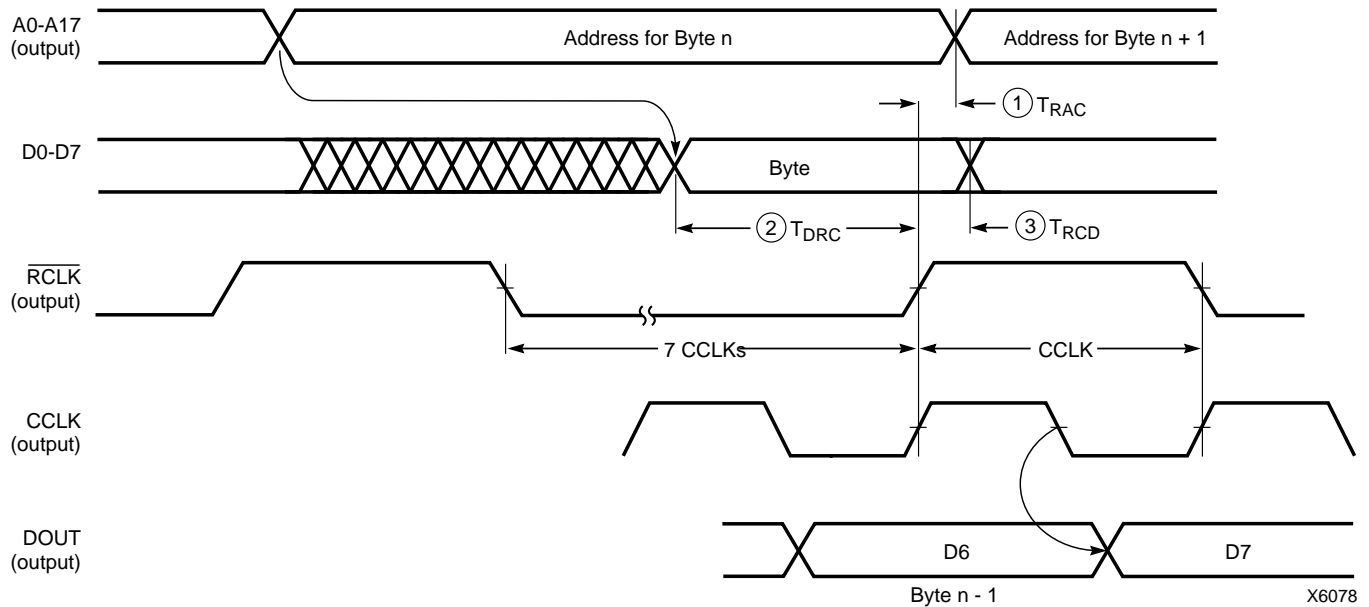 A0-A17
(output)
Address for Byte n
Address for Byte n + 1
1 TRAC
D0-D7
Byte
2 TDRC
3 TRCD
RCLK
(output)
7 CCLKs
CCLK
CCLK
(output)
DOUT
(output)
D6
D7
Byte n - 1
X6078